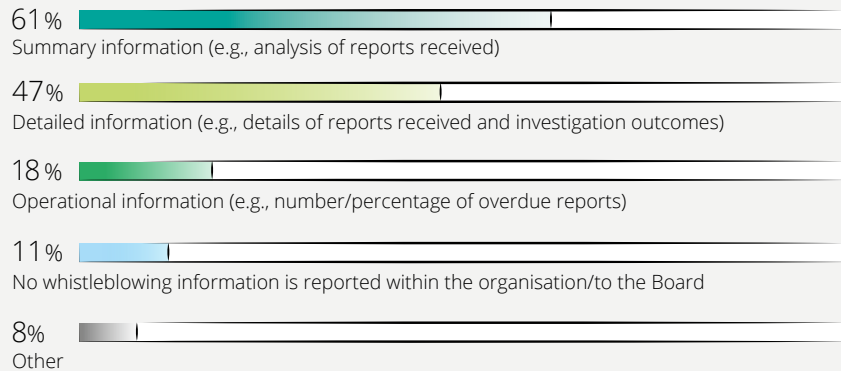 61%
Summary information (e.g., analysis of reports received)
47%
Detailed information (e.g., details of reports received and investigation outcomes)
18%
Operational information (e.g., number/percentage of overdue reports)
11%
No whistleblowing information is reported within the organisation/to the Board
8%
Other